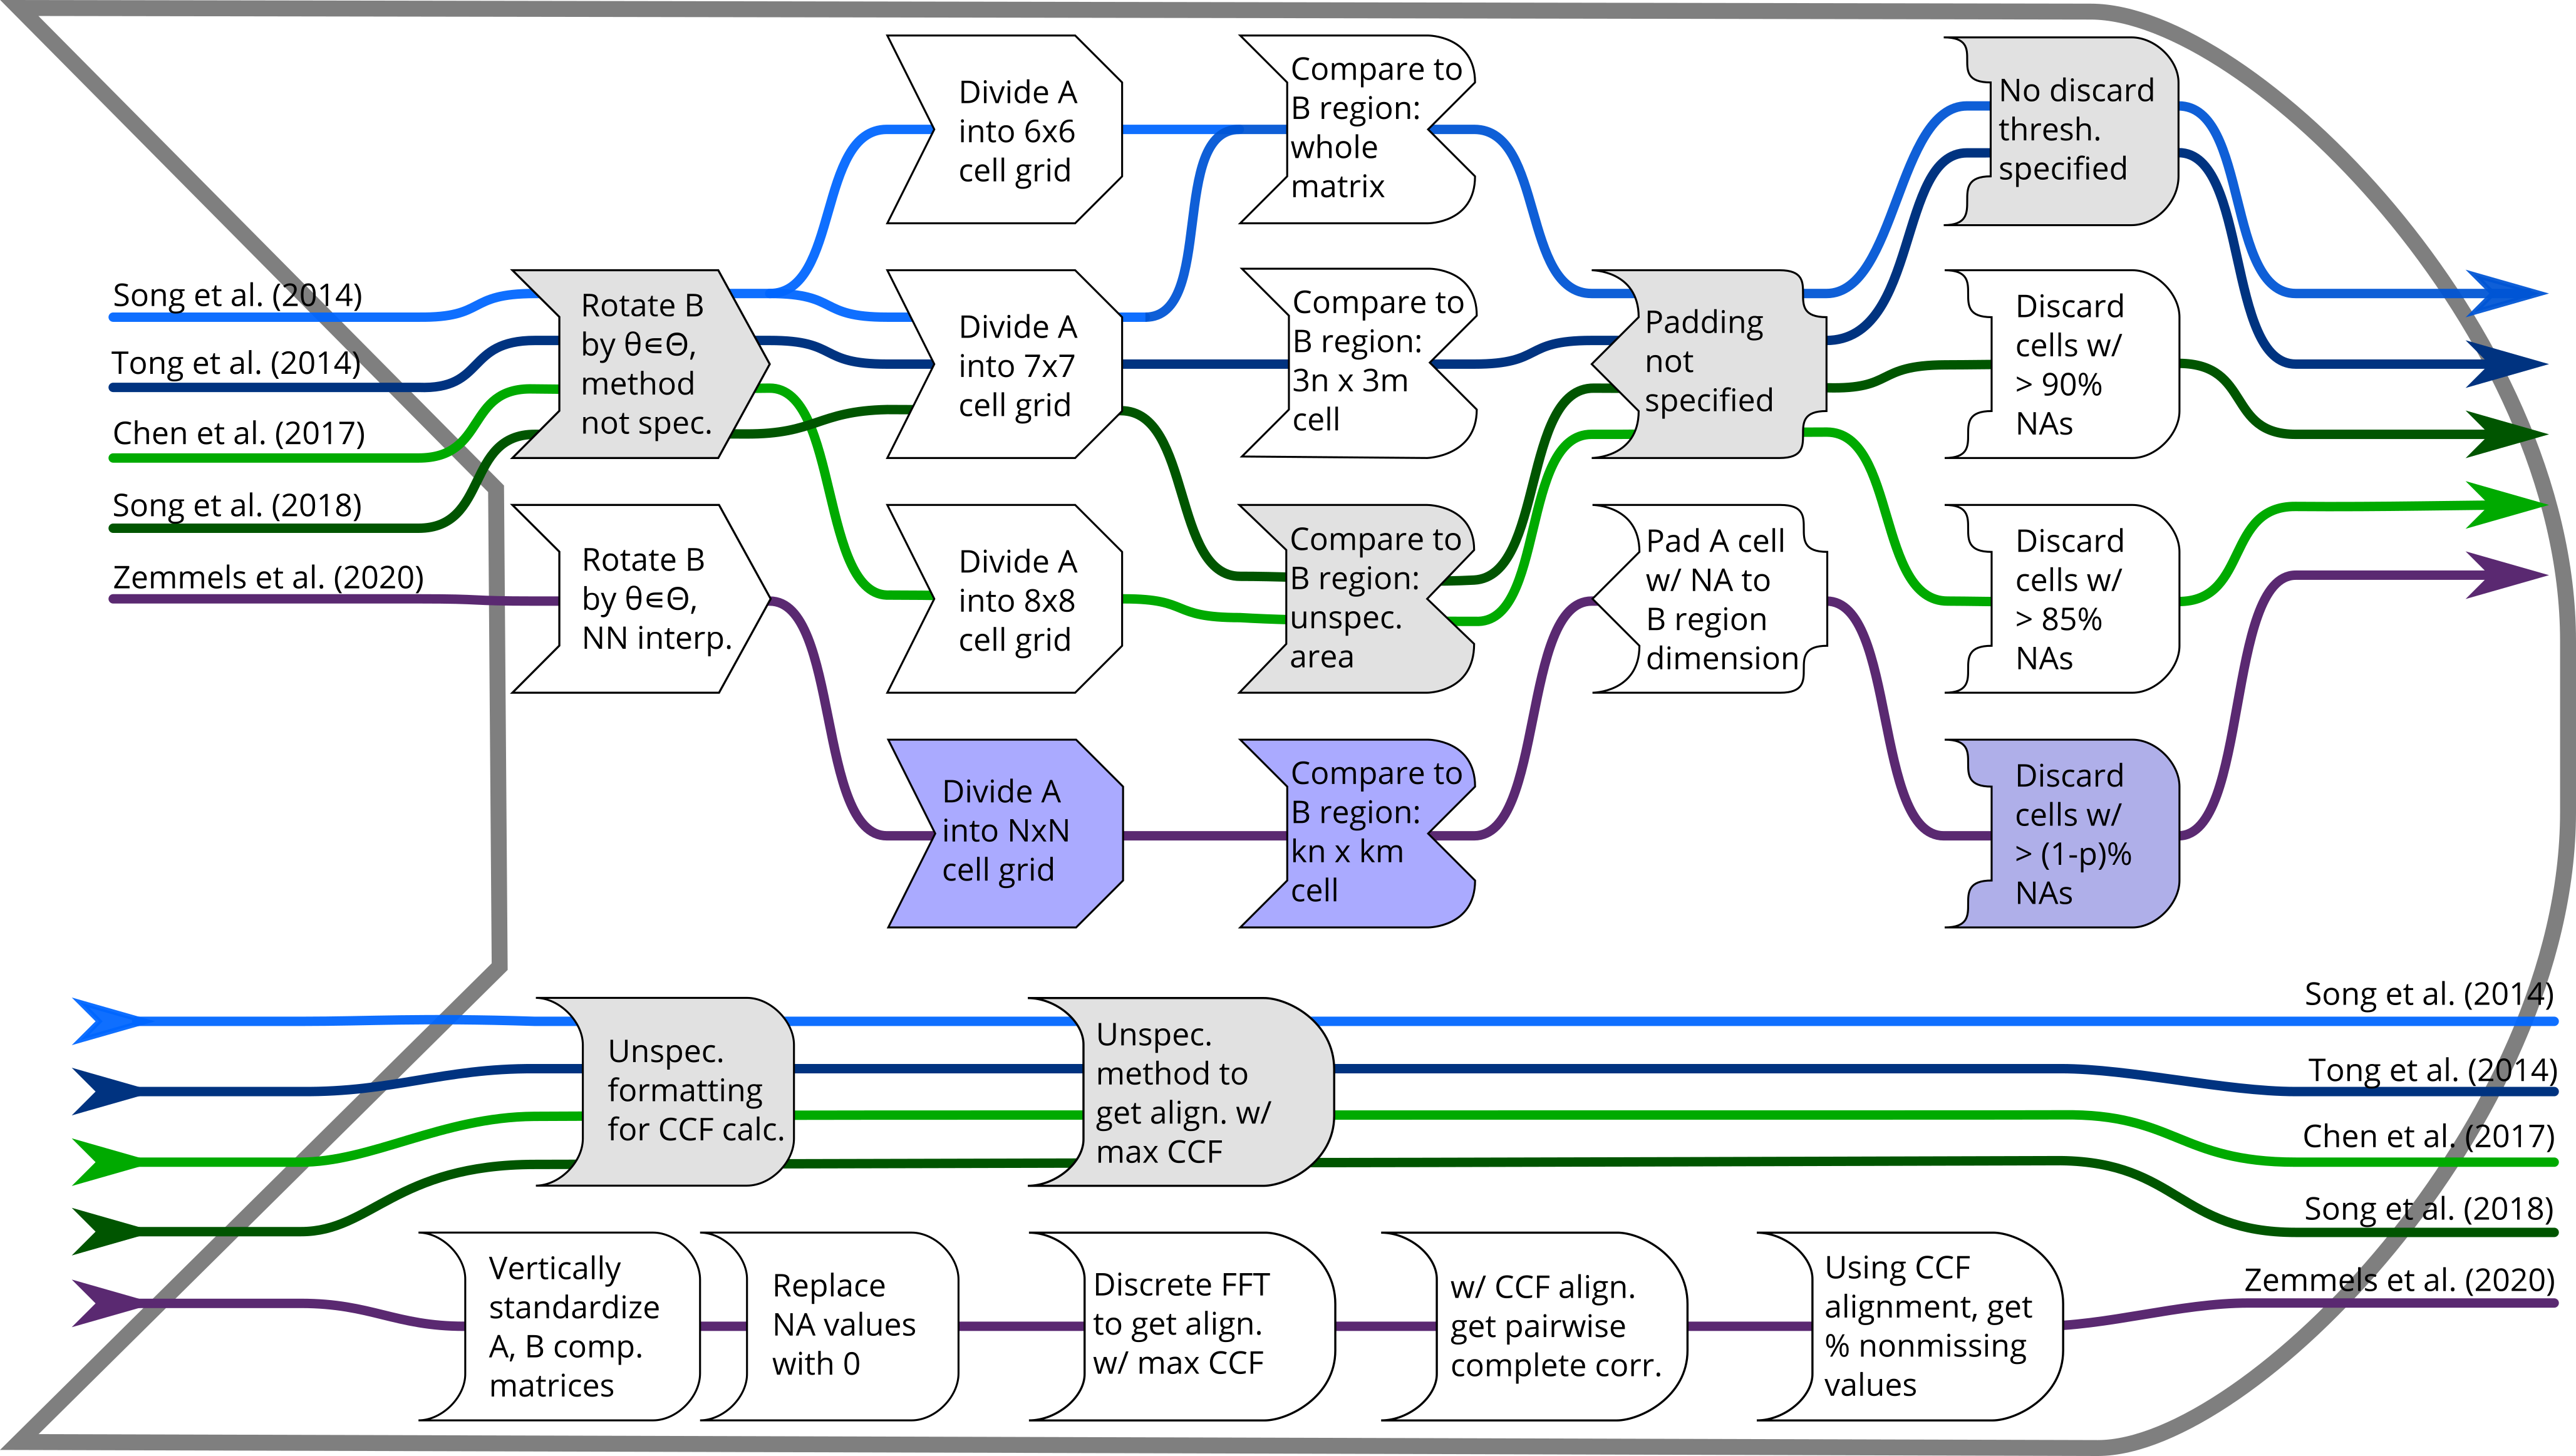 Song et al. (2014)
Tong et al. (2014)
Chen et al. (2017)
Song et al. (2018)
Zemmels et al. (2020)
Rotate B
by θ∈Θ,
method
not spec.
Rotate B
by θ∈Θ,
NN interp.
Divide A
into 6x6
cell grid
Divide A
into 7x7
cell grid
Divide A
into 8x8
cell grid
Divide A
into NxN
cell grid
Compare to
B region:
whole
matrix
Compare to
B region:
3n x 3m
cell
Compare to
B region:
unspec.
area
Compare to
B region:
kn x km
cell
Padding
not
specified
Pad A cell
w/ NA to
B region
dimension
No discard
thresh.
specified
Discard
cells w/
> 90%
NAs
Discard
cells w/
> 85%
NAs
Discard
cells w/
> (1-p)%
NAs
Unspec.
formatting
for CCF calc.
Unspec.
method to
get align. w/
max CCF
Song et al. (2014)
Tong et al. (2014)
Chen et al. (2017)
Song et al. (2018)
Zemmels et al. (2020)
Vertically
standardize
A, B comp.
matrices
Replace
NA values
with 0
Discrete FFT
to get align.
w/ max CCF
w/ CCF align.
get pairwise
complete corr.
Using CCF
alignment, get
% nonmissing
values